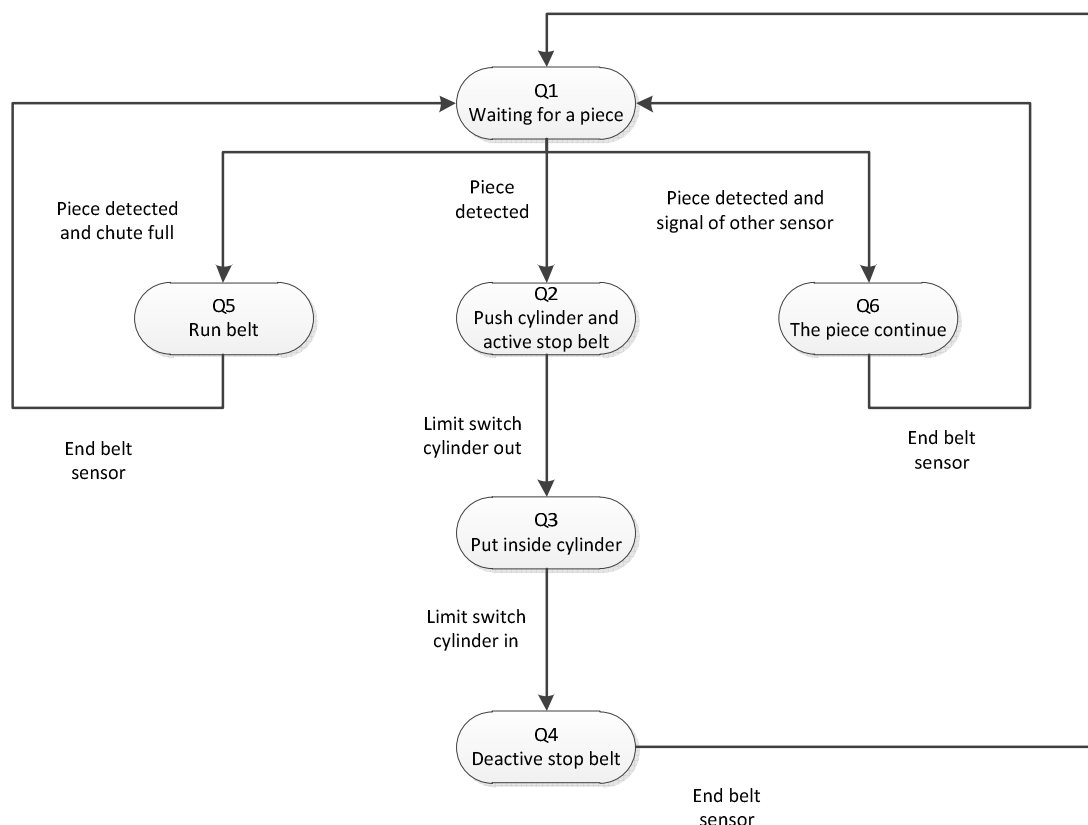 Q1
Waiting for a piece
Piece detected
and chute full
Piece
detected
Piece detected and
signal of other sensor
Q5
Run belt
Q2
Push cylinder and
active stop belt
Q6
The piece continue
End belt
sensor
Limit switch
cylinder out
End belt
sensor
Q3
Put inside cylinder
Limit switch
cylinder in
Q4
Deactive stop belt
End belt
sensor